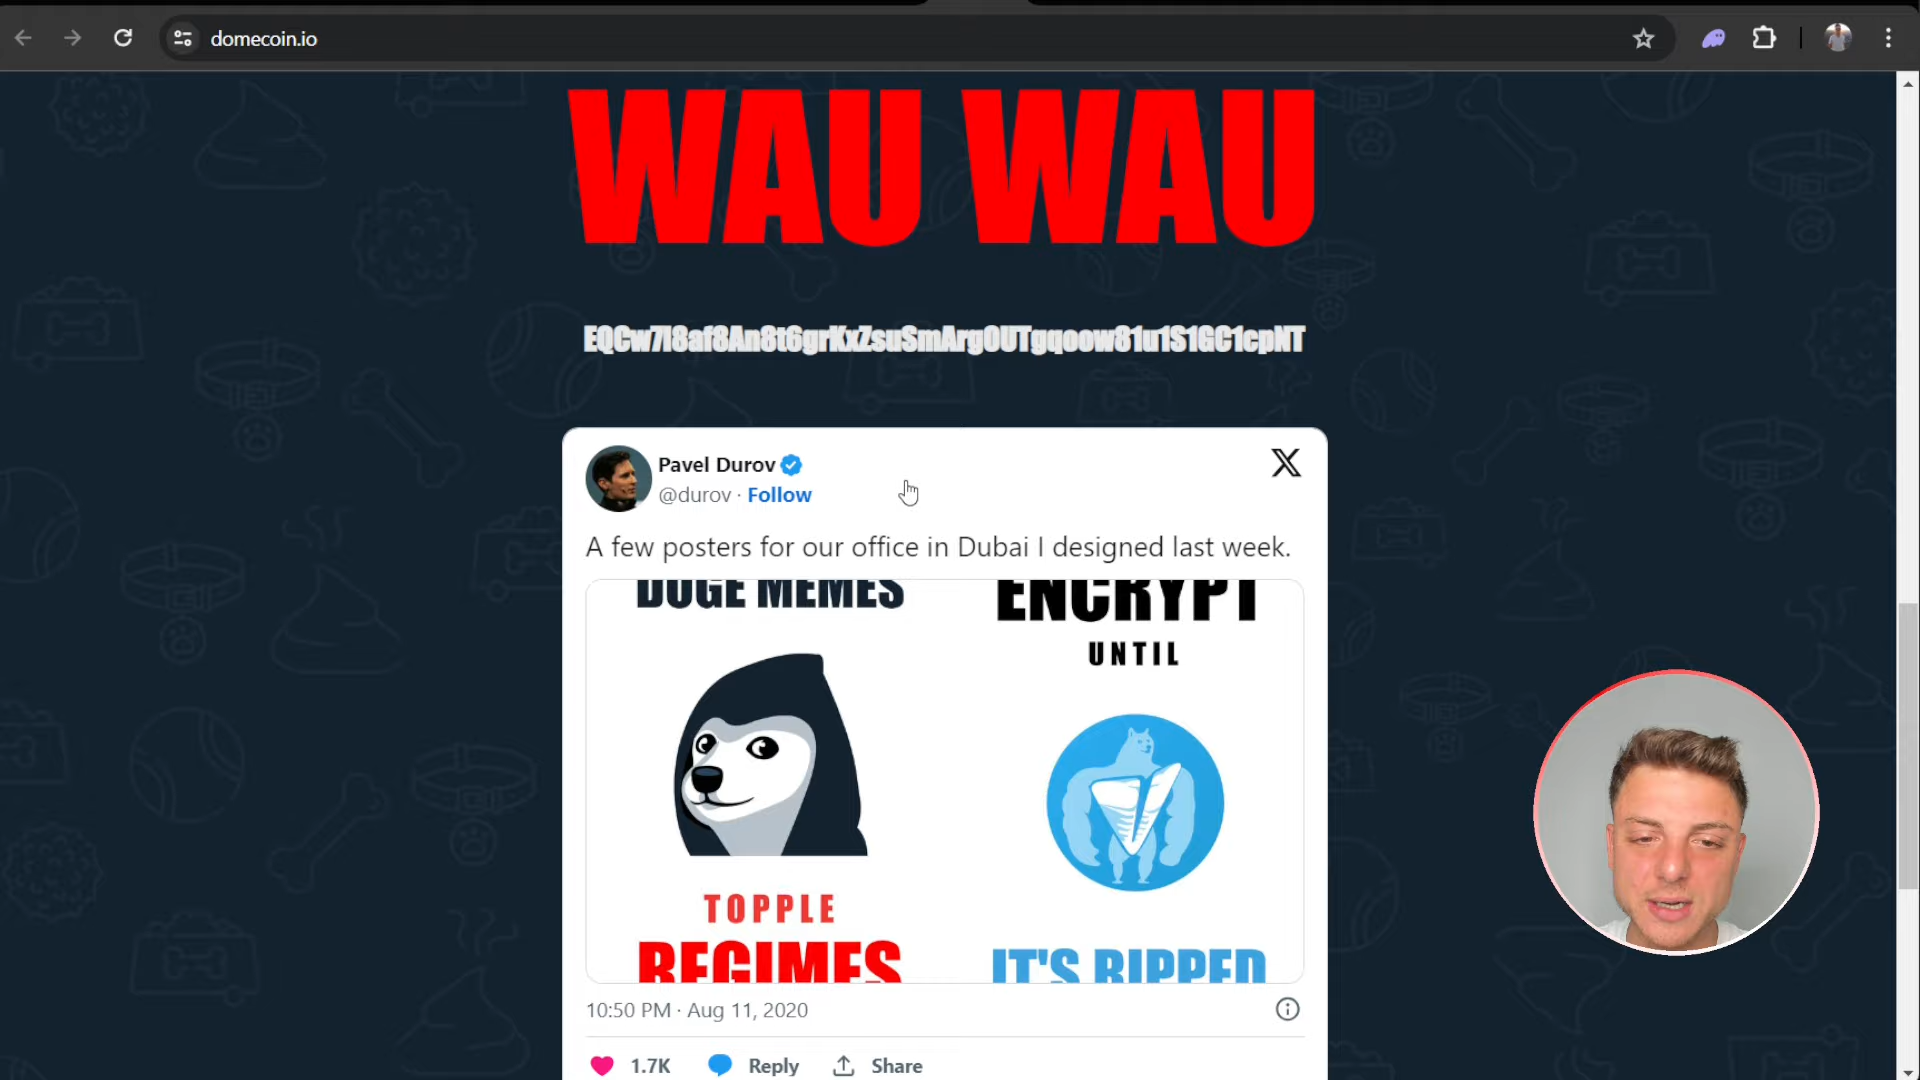 domecoin.io
WAU WAU
EQCw7I8af8An8t6grKxZsuSmArgOUTgqoow81u1S1GC1cpNT
Pavel Durov
@durov · Follow
A few posters for our office in Dubai I designed last week.
DOGE MEMES
TOPPLE
REGIMES
ENCRYPT
UNTIL
IT'S RIPPED
10:50 PM · Aug 11, 2020
1.7K Reply Share